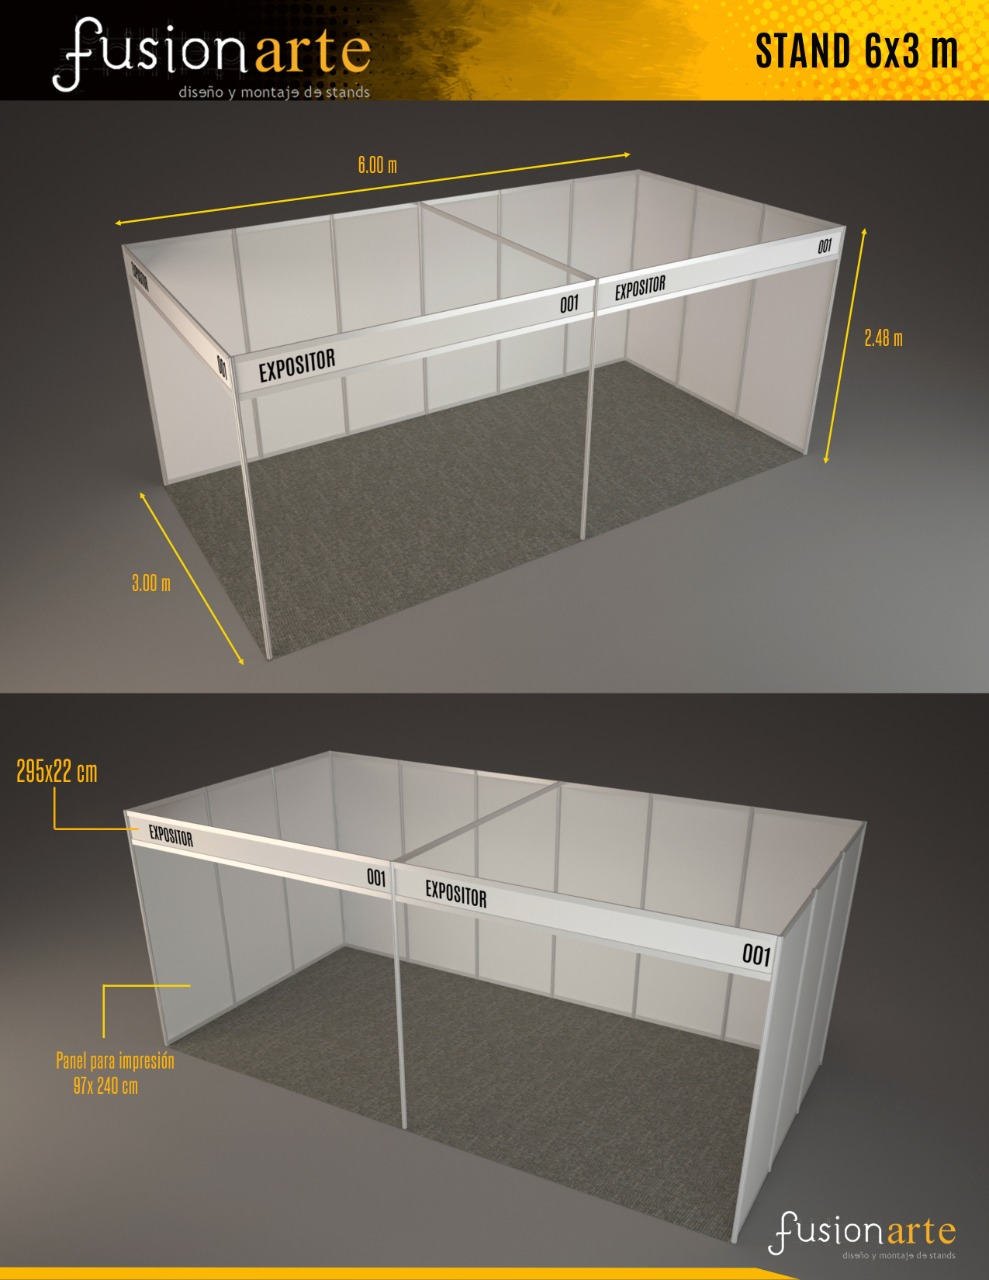 fusionarte
diseño y montaje de stands
STAND 6x3 m
6.00 m
EXPOSITOR
001
EXPOSITOR
001
EXPOSITOR
001
2.48 m
3.00 m
295x22 cm
EXPOSITOR
001
EXPOSITOR
001
Panel para impresión
97x 240 cm
fusionarte
diseño y montaje de stands